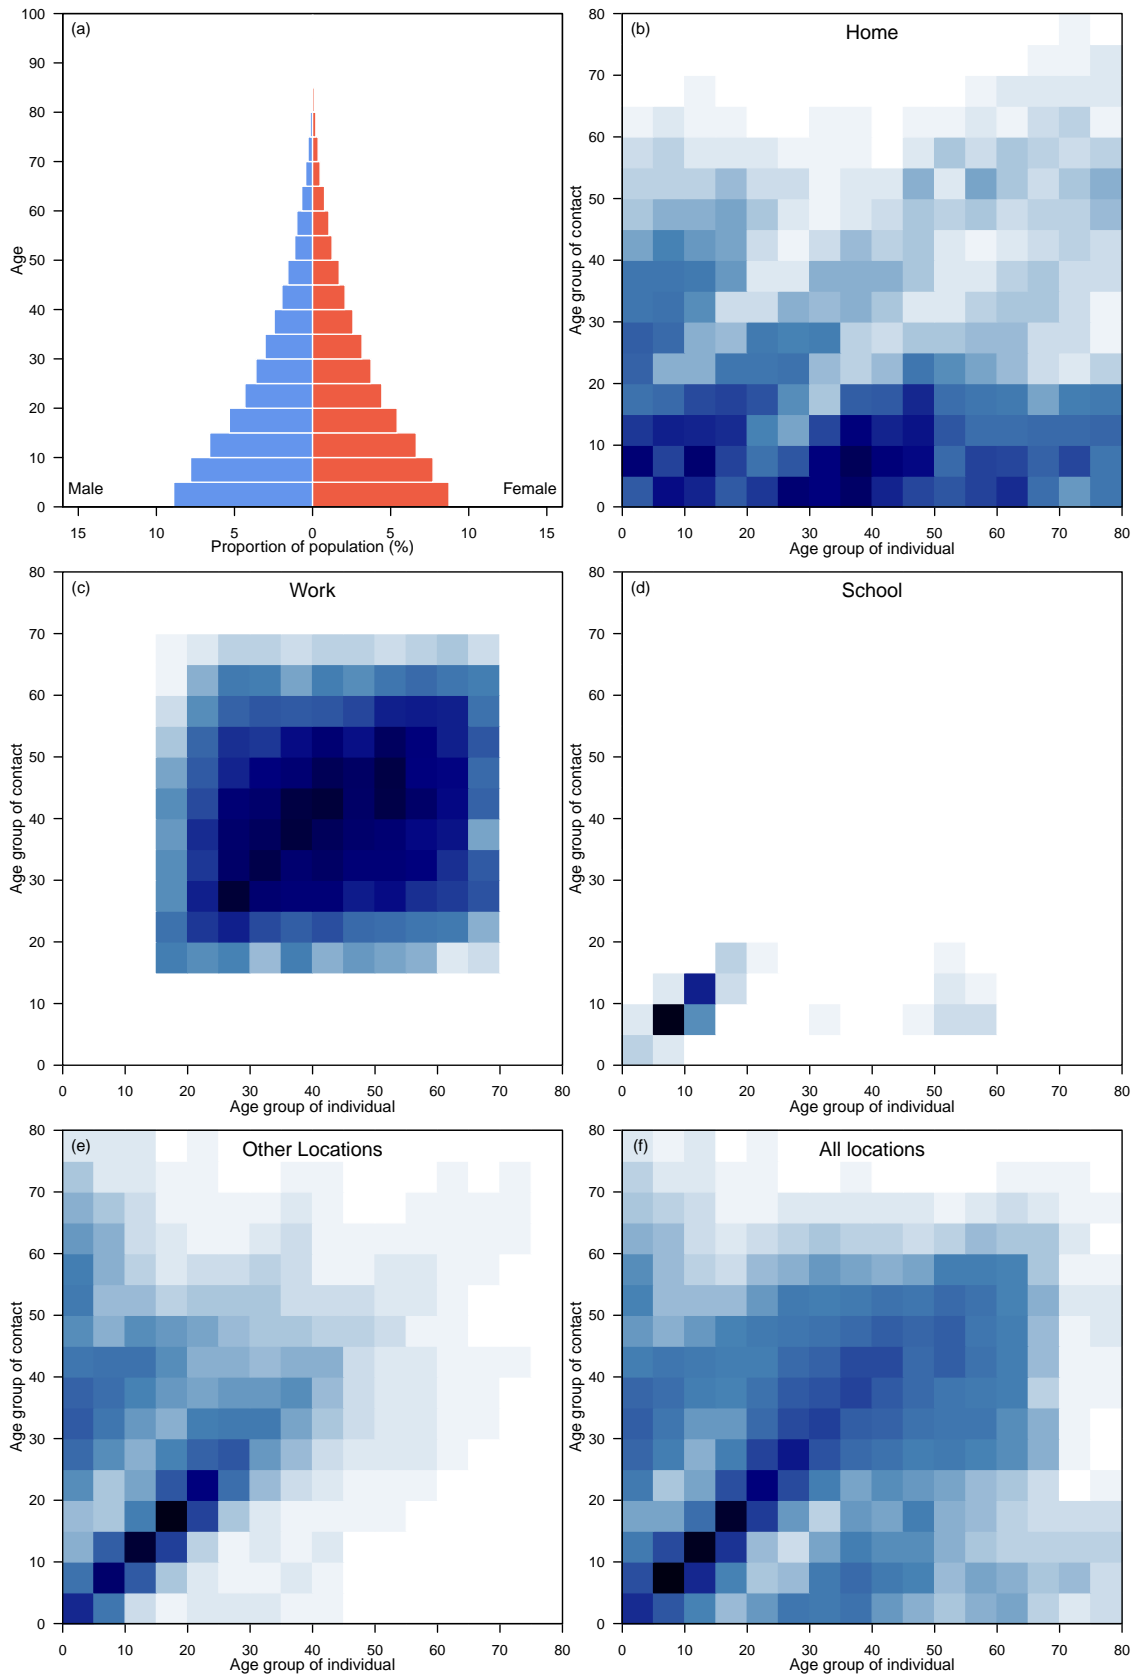 (a)
100
90
80
70
60
50
40
30
20
10
0
Age
Male
Female
15 10 5 0 5 10 15
Proportion of population (%)
(b)
Home
80
70
60
50
40
30
20
10
0
Age group of contact
0 10 20 30 40 50 60 70 80
Age group of individual
(c)
Work
80
70
60
50
40
30
20
10
0
Age group of contact
0 10 20 30 40 50 60 70 80
Age group of individual
(d)
School
80
70
60
50
40
30
20
10
0
Age group of contact
0 10 20 30 40 50 60 70 80
Age group of individual
(e)
Other Locations
80
70
60
50
40
30
20
10
0
Age group of contact
0 10 20 30 40 50 60 70 80
Age group of individual
(f)
All locations
80
70
60
50
40
30
20
10
0
Age group of contact
0 10 20 30 40 50 60 70 80
Age group of individual